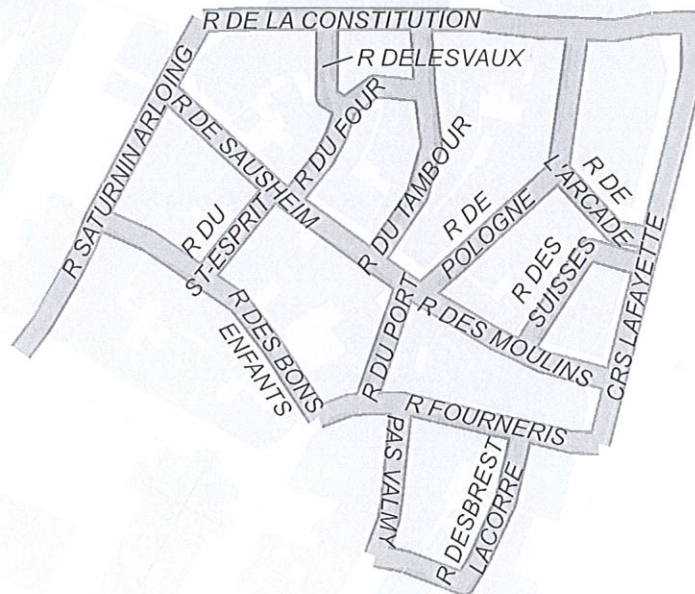 R DE LA CONSTITUTION
R DELESVAUX
R SATURNIN ARLOING
R DE SAUSHEIM
R DU FOUR
R DU TAMBOUR
R DE
POLOGNE
R DE
L'ARCADE
R DU
ST-ESPRIT
R DES
SUISSES
CRS LAFAYETTE
R DES BONS
ENFANTS
R DU PORT
R DES MOULINS
R FOURNERIS
PAS VALMY
R DESBREST
LACORRE